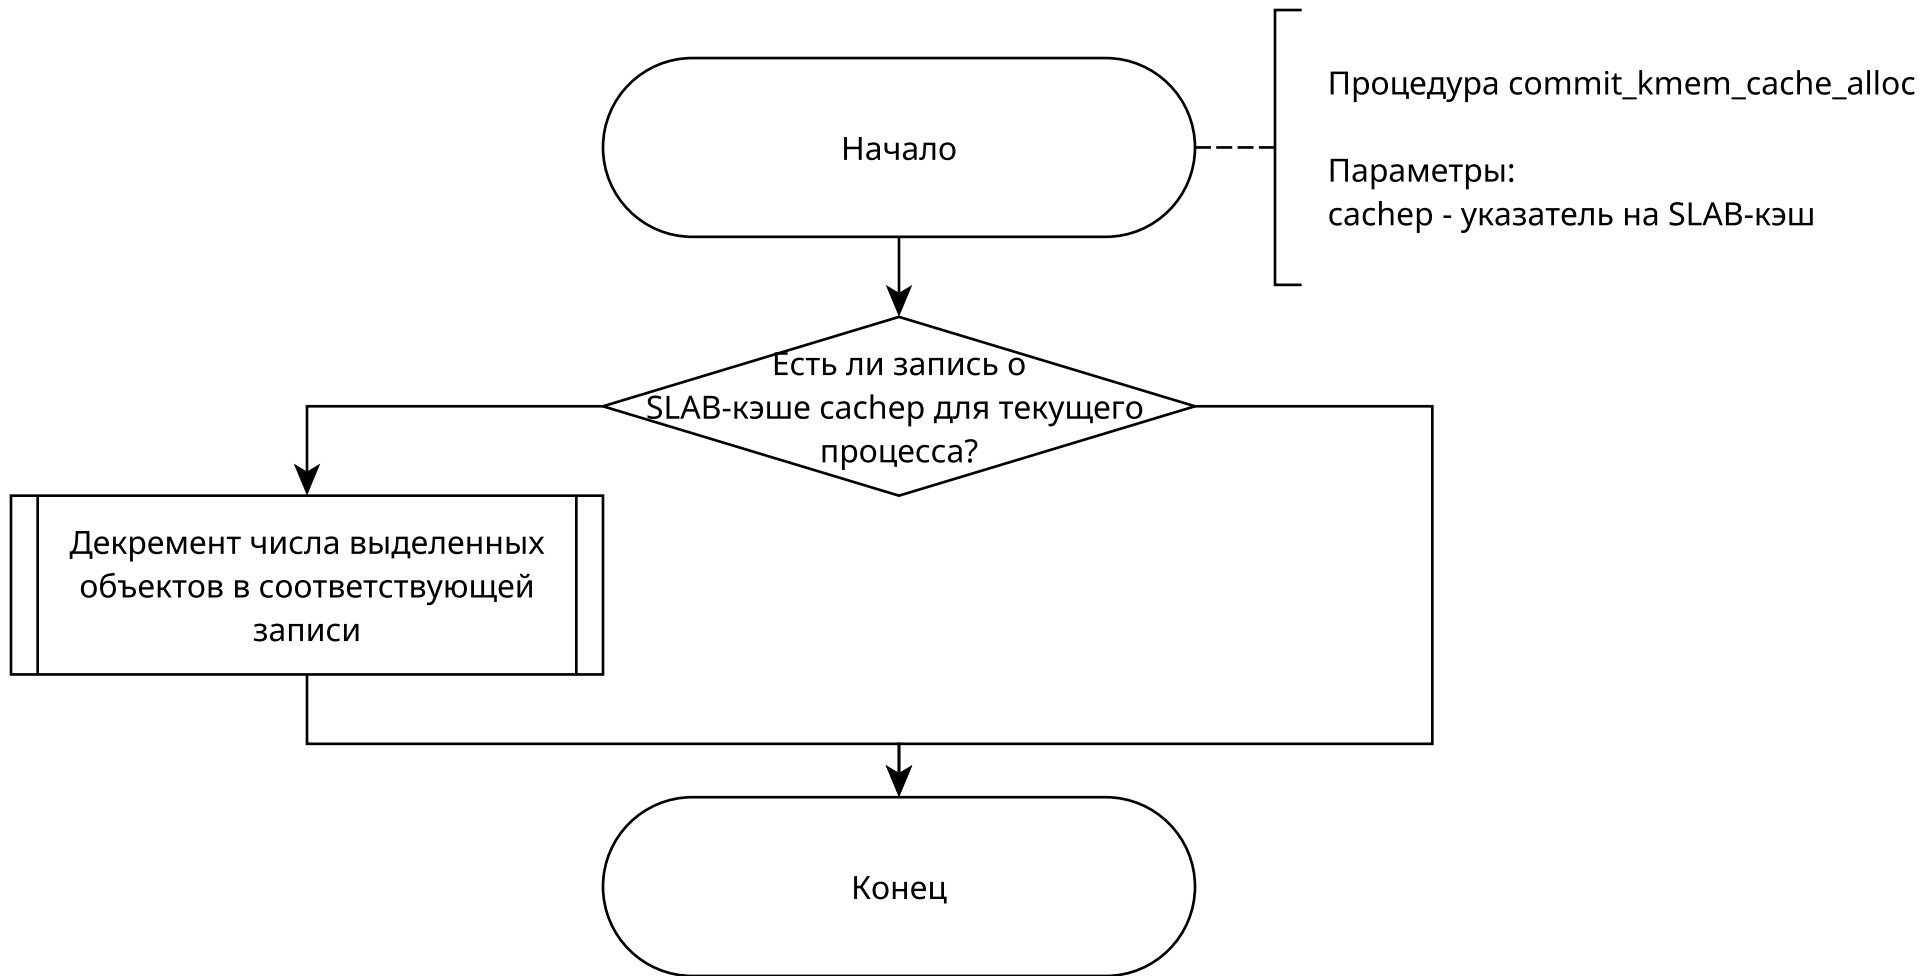 Начало
Процедура commit_kmem_cache_alloc
Параметры:
cachep - указатель на SLAB-кэш
Есть ли запись о
SLAB-кэше cachep для текущего
процесса?
Декремент числа выделенных
объектов в соответствующей
записи
Конец